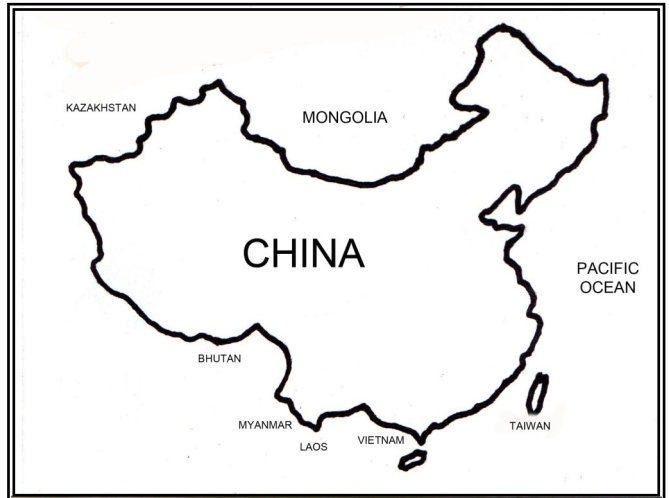 KAZAKHSTAN
MONGOLIA
CHINA
PACIFIC
OCEAN
BHUTAN
MYANMAR
LAOS
VIETNAM
TAIWAN